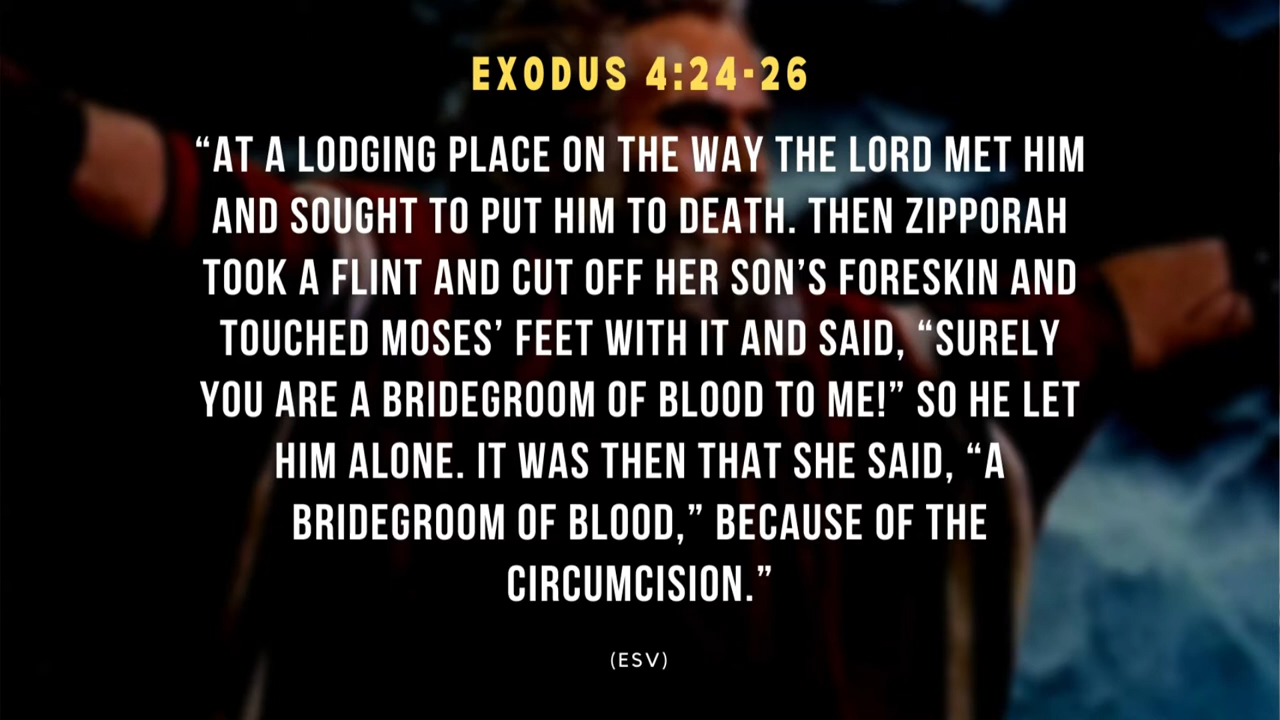 EXODUS 4:24-26
“AT A LODGING PLACE ON THE WAY THE LORD MET HIM
AND SOUGHT TO PUT HIM TO DEATH. THEN ZIPPORAH
TOOK A FLINT AND CUT OFF HER SON’S FORESKIN AND
TOUCHED MOSES’ FEET WITH IT AND SAID, “SURELY
YOU ARE A BRIDEGROOM OF BLOOD TO ME!” SO HE LET
HIM ALONE. IT WAS THEN THAT SHE SAID, “A
BRIDEGROOM OF BLOOD,” BECAUSE OF THE
CIRCUMCISION.”
(ESV)